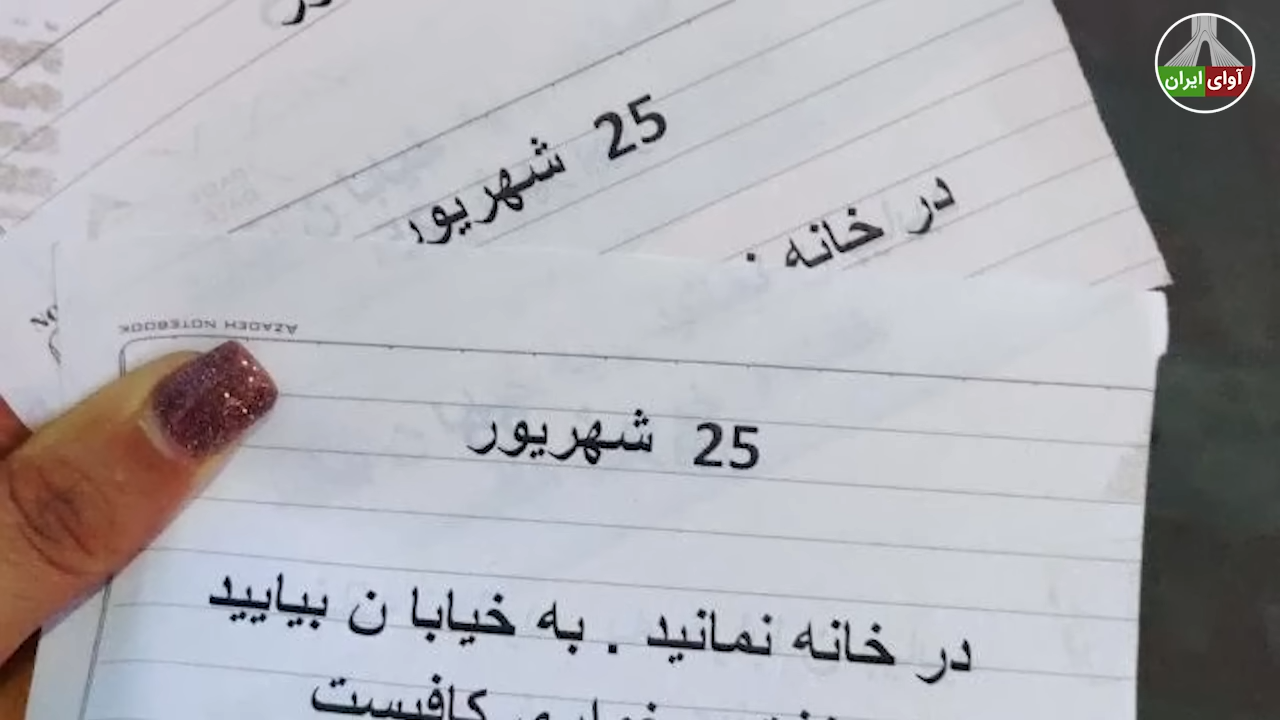 آوای ایران
25 شهریور
در خانه
AZADEH NOTEBOOK
25 شهریور
در خانه نمانید . به خیابا ن بیایید
کافیست